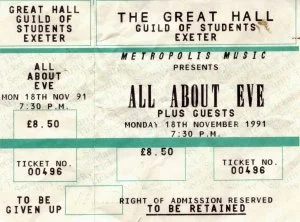 GREAT HALL
GUILD OF
STUDENTS
EXETER
ALL
ABOUT
EVE
MON 18TH NOV 91
7:30 P.M.
£8.50
TICKET NO.
00496
TO BE
GIVEN UP
THE GREAT HALL
GUILD OF STUDENTS
EXETER
METROPOLIS MUSIC
PRESENTS
ALL ABOUT EVE
PLUS GUESTS
MONDAY 18TH NOVEMBER 1991
7:30 P.M.
£8.50
TICKET NO.
00496
RIGHT OF ADMISSION RESERVED
TO BE RETAINED